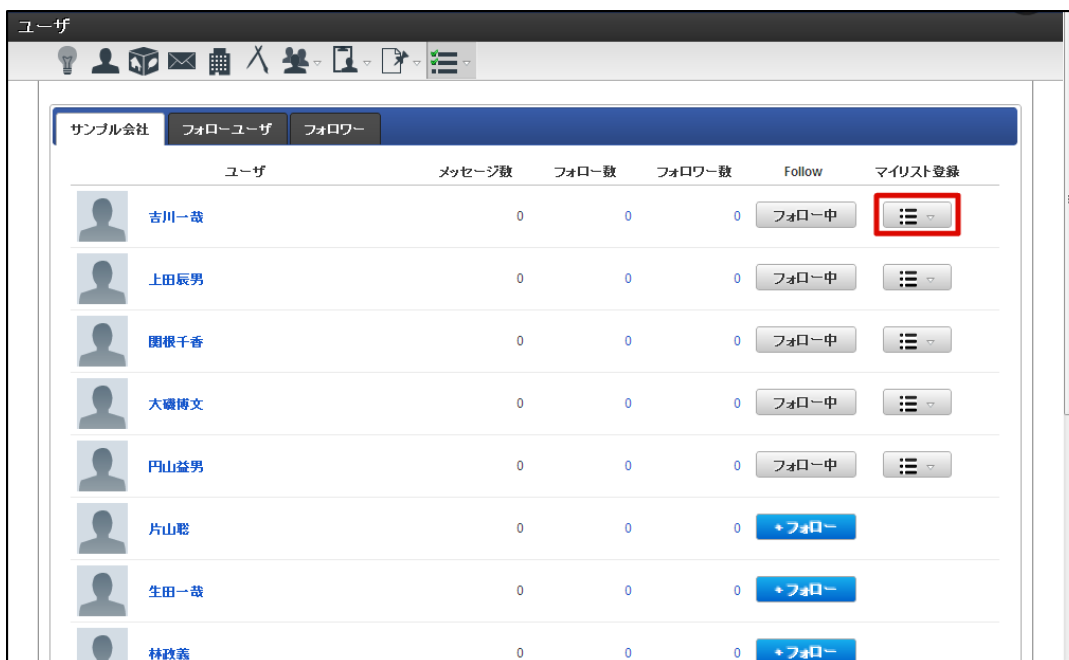 ユーザ
サンプル会社 フォローユーザ フォロワー
ユーザ メッセージ数 フォロー数 フォロワー数 Follow マイリスト登録
吉川一哉 0 0 0 フォロー中
上田辰男 0 0 0 フォロー中
関根千香 0 0 0 フォロー中
大磯博文 0 0 0 フォロー中
円山益男 0 0 0 フォロー中
片山聡 0 0 0 +フォロー
生田一哉 0 0 0 +フォロー
林政義 0 0 0 +フォロー